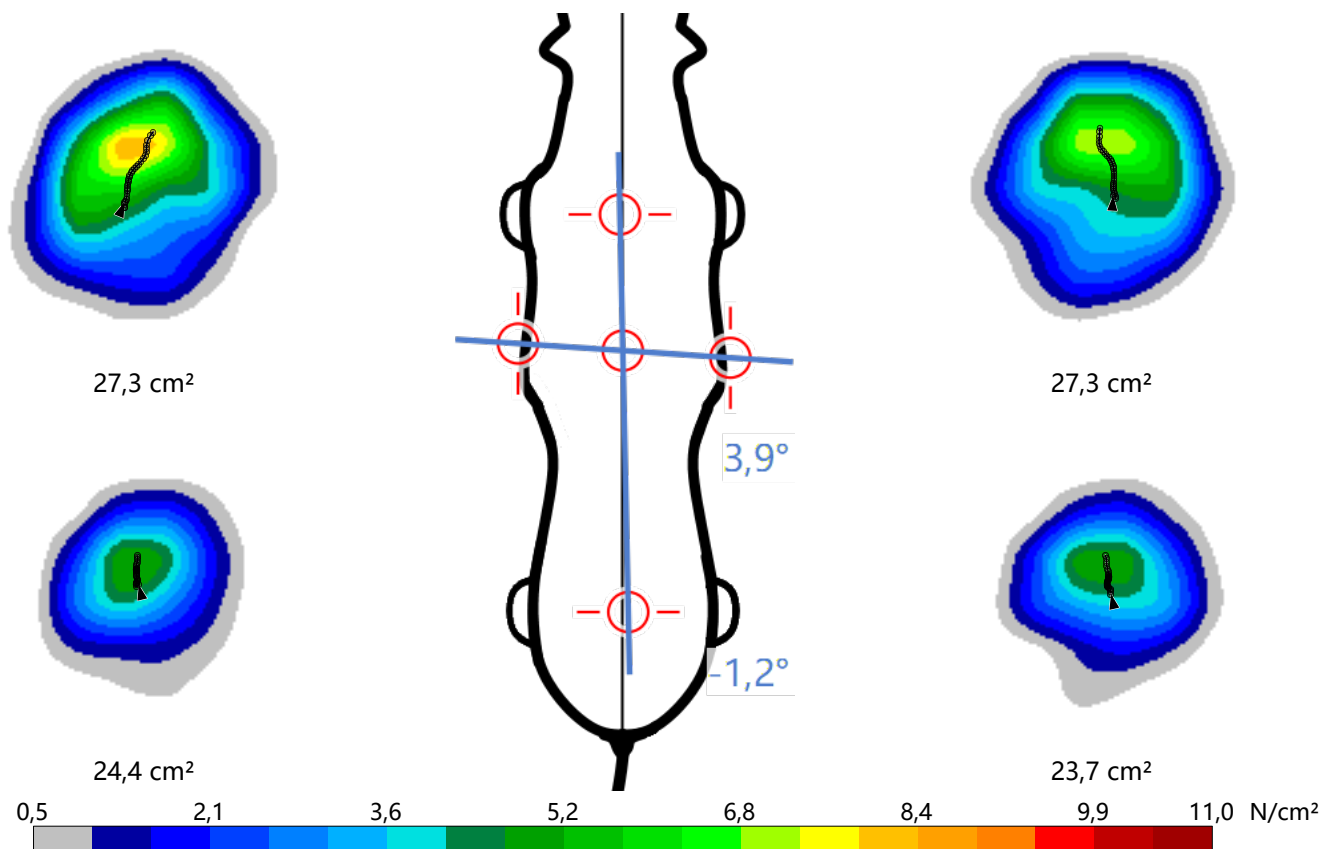 27,3 cm²
27,3 cm²
3,9°
-1,2°
24,4 cm²
23,7 cm²
0,5 2,1 3,6 5,2 6,8 8,4 9,9 11,0 N/cm²